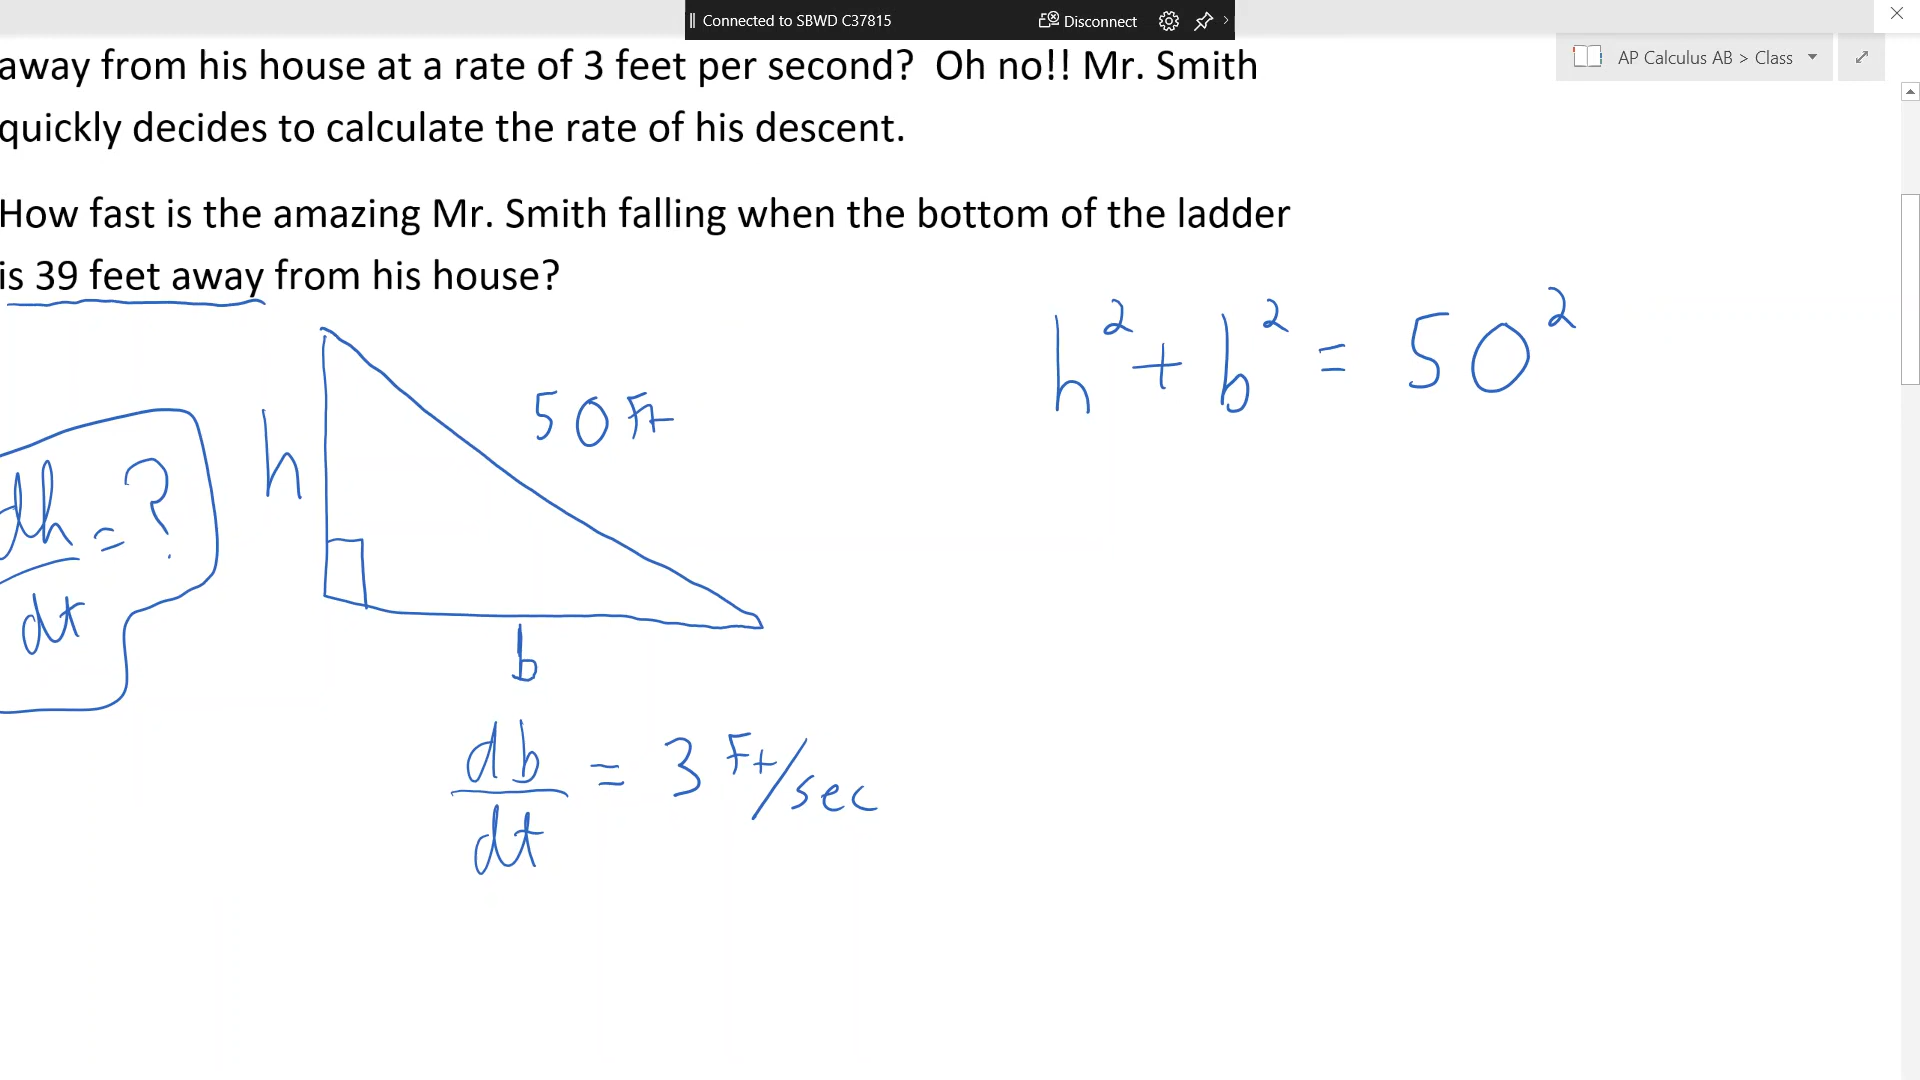 Connected to SBWD C37815 Disconnect
AP Calculus AB > Class
away from his house at a rate of 3 feet per second? Oh no!! Mr. Smith
quickly decides to calculate the rate of his descent.
How fast is the amazing Mr. Smith falling when the bottom of the ladder
is 39 feet away from his house?
h² + b² = 50²
50 Ft
h
dh/dt = ?
b
db/dt = 3 Ft/sec